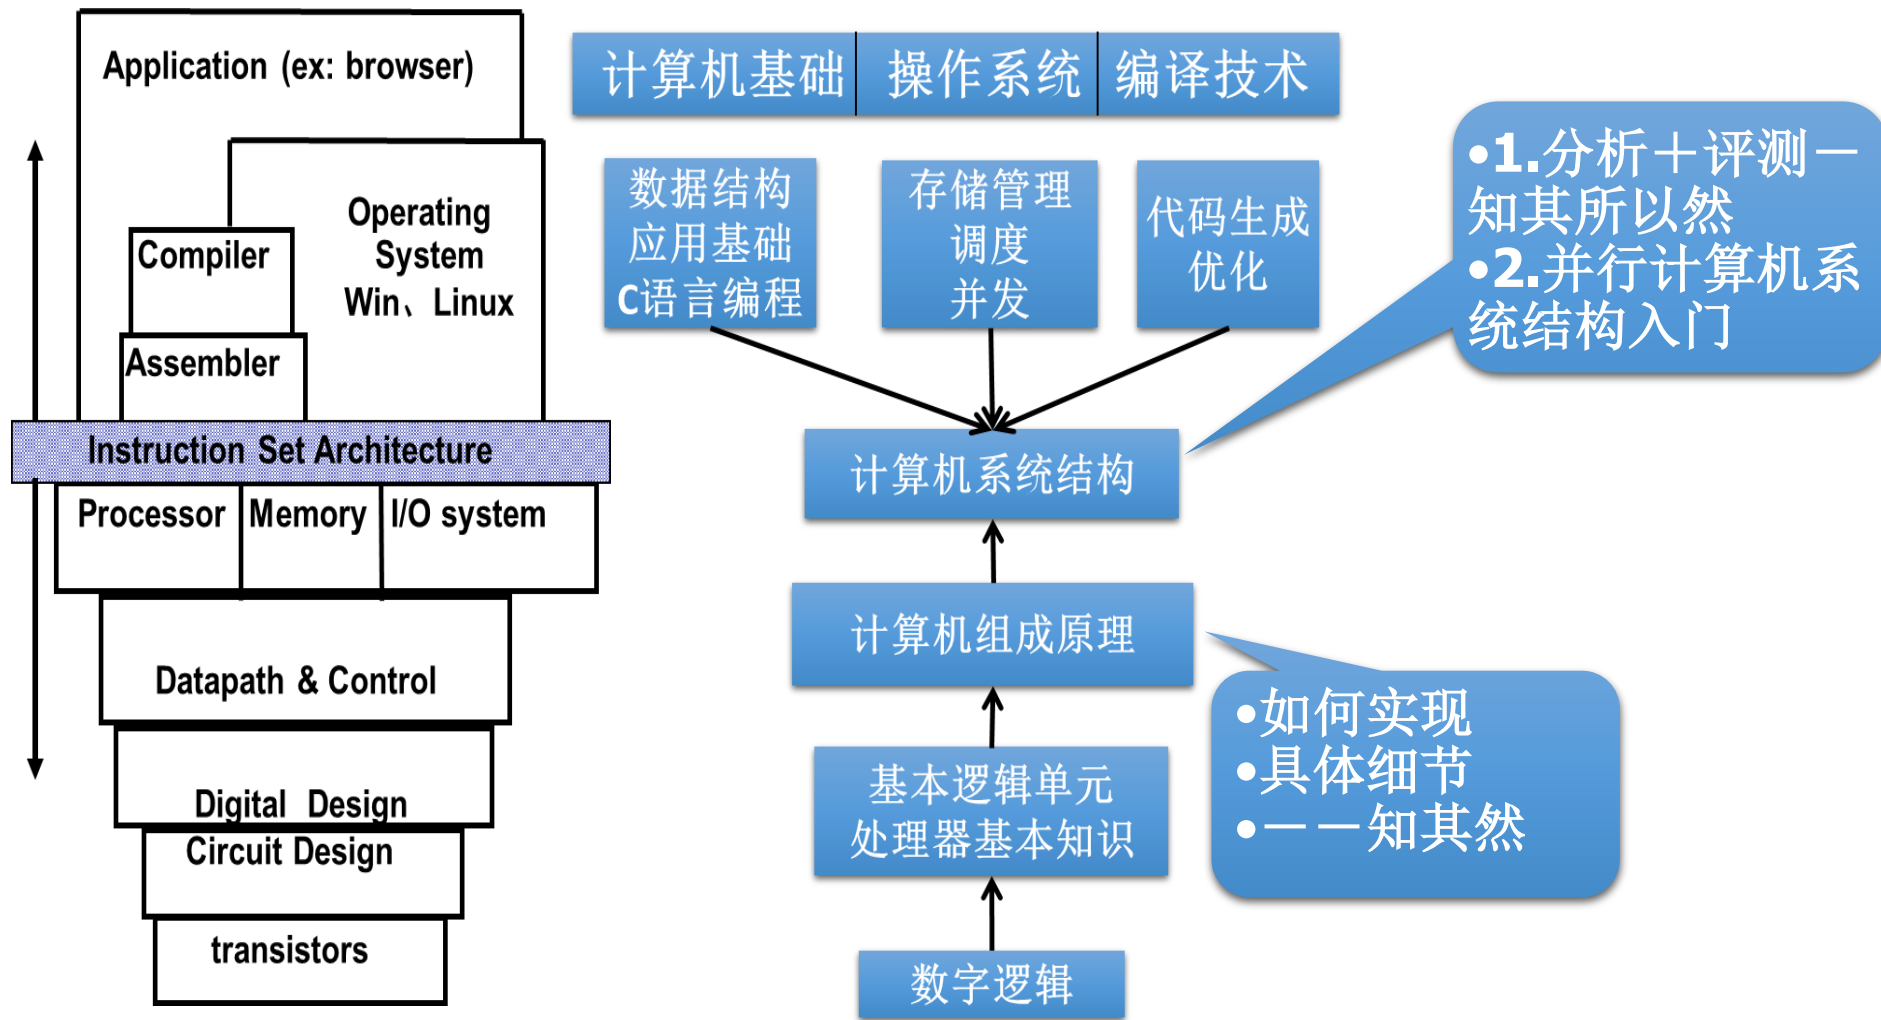 Application (ex: browser)
Operating
System
Win、Linux
Compiler
Assembler
Instruction Set Architecture
Processor
Memory
I/O system
Datapath & Control
Digital Design
Circuit Design
transistors
计算机基础
操作系统
编译技术
数据结构
应用基础
C语言编程
存储管理
调度
并发
代码生成
优化
•1.分析＋评测－
知其所以然
•2.并行计算机系
统结构入门
计算机系统结构
计算机组成原理
•如何实现
•具体细节
•－－知其然
基本逻辑单元
处理器基本知识
数字逻辑